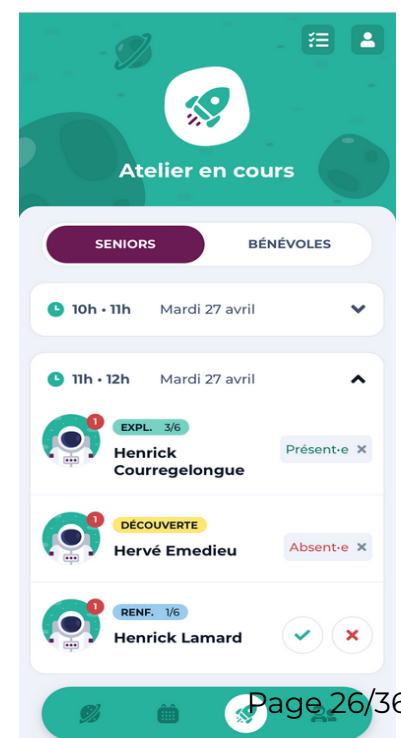 Atelier en cours
SENIORS BÉNÉVOLES
10h • 11h Mardi 27 avril
11h • 12h Mardi 27 avril
1
EXPL. 3/6
Henrick
Courregelongue
Présent•e ×
1
DÉCOUVERTE
Hervé Emedieu
Absent•e ×
1
RENF. 1/6
Henrick Lamard
Page 26/36